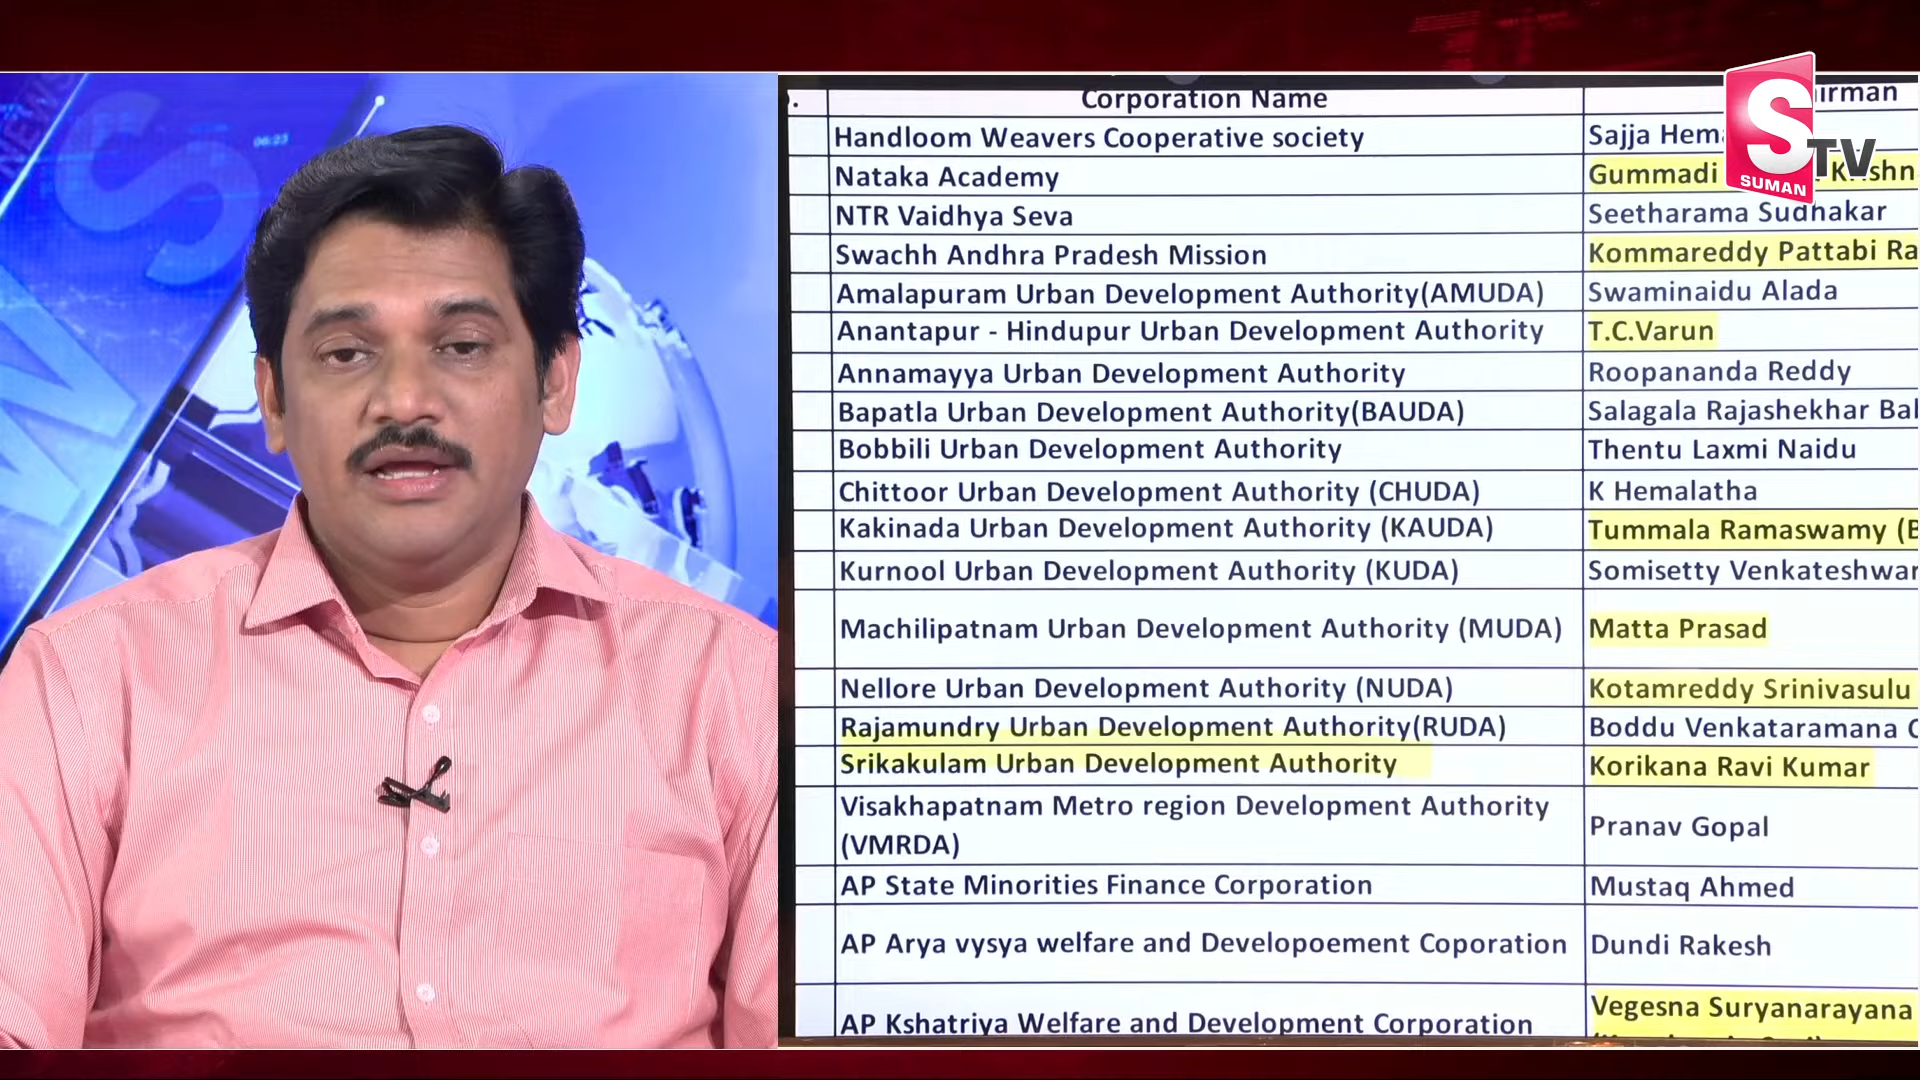 Corporation Name
Handloom Weavers Cooperative society
Sajja
Nataka Academy
Gummadi
NTR Vaidhya Seva
Seetharama Sudhakar
Swachh Andhra Pradesh Mission
Kommareddy Pattabi Ra
Amalapuram Urban Development Authority(AMUDA)
Swaminaidu Alada
Anantapur - Hindupur Urban Development Authority
T.C.Varun
Annamayya Urban Development Authority
Roopananda Reddy
Bapatla Urban Development Authority(BAUDA)
Salagala Rajashekhar
Bobbili Urban Development Authority
Thentu Laxmi Naidu
Chittoor Urban Development Authority (CHUDA)
K Hemalatha
Kakinada Urban Development Authority (KAUDA)
Tummala Ramaswamy
Kurnool Urban Development Authority (KUDA)
Somisetty Venkateshwar
Machilipatnam Urban Development Authority (MUDA)
Matta Prasad
Nellore Urban Development Authority (NUDA)
Kotamreddy Srinivasulu
Rajamundry Urban Development Authority(RUDA)
Boddu Venkataramana
Srikakulam Urban Development Authority
Korikana Ravi Kumar
Visakhapatnam Metro region Development Authority
(VMRDA)
Pranav Gopal
AP State Minorities Finance Corporation
Mustaq Ahmed
AP Arya vysya welfare and Developoement Coporation
Dundi Rakesh
AP Kshatriya Welfare and Development Corporation
Vegesna Suryanarayana
S TV
SUMAN
NEWS
06:23